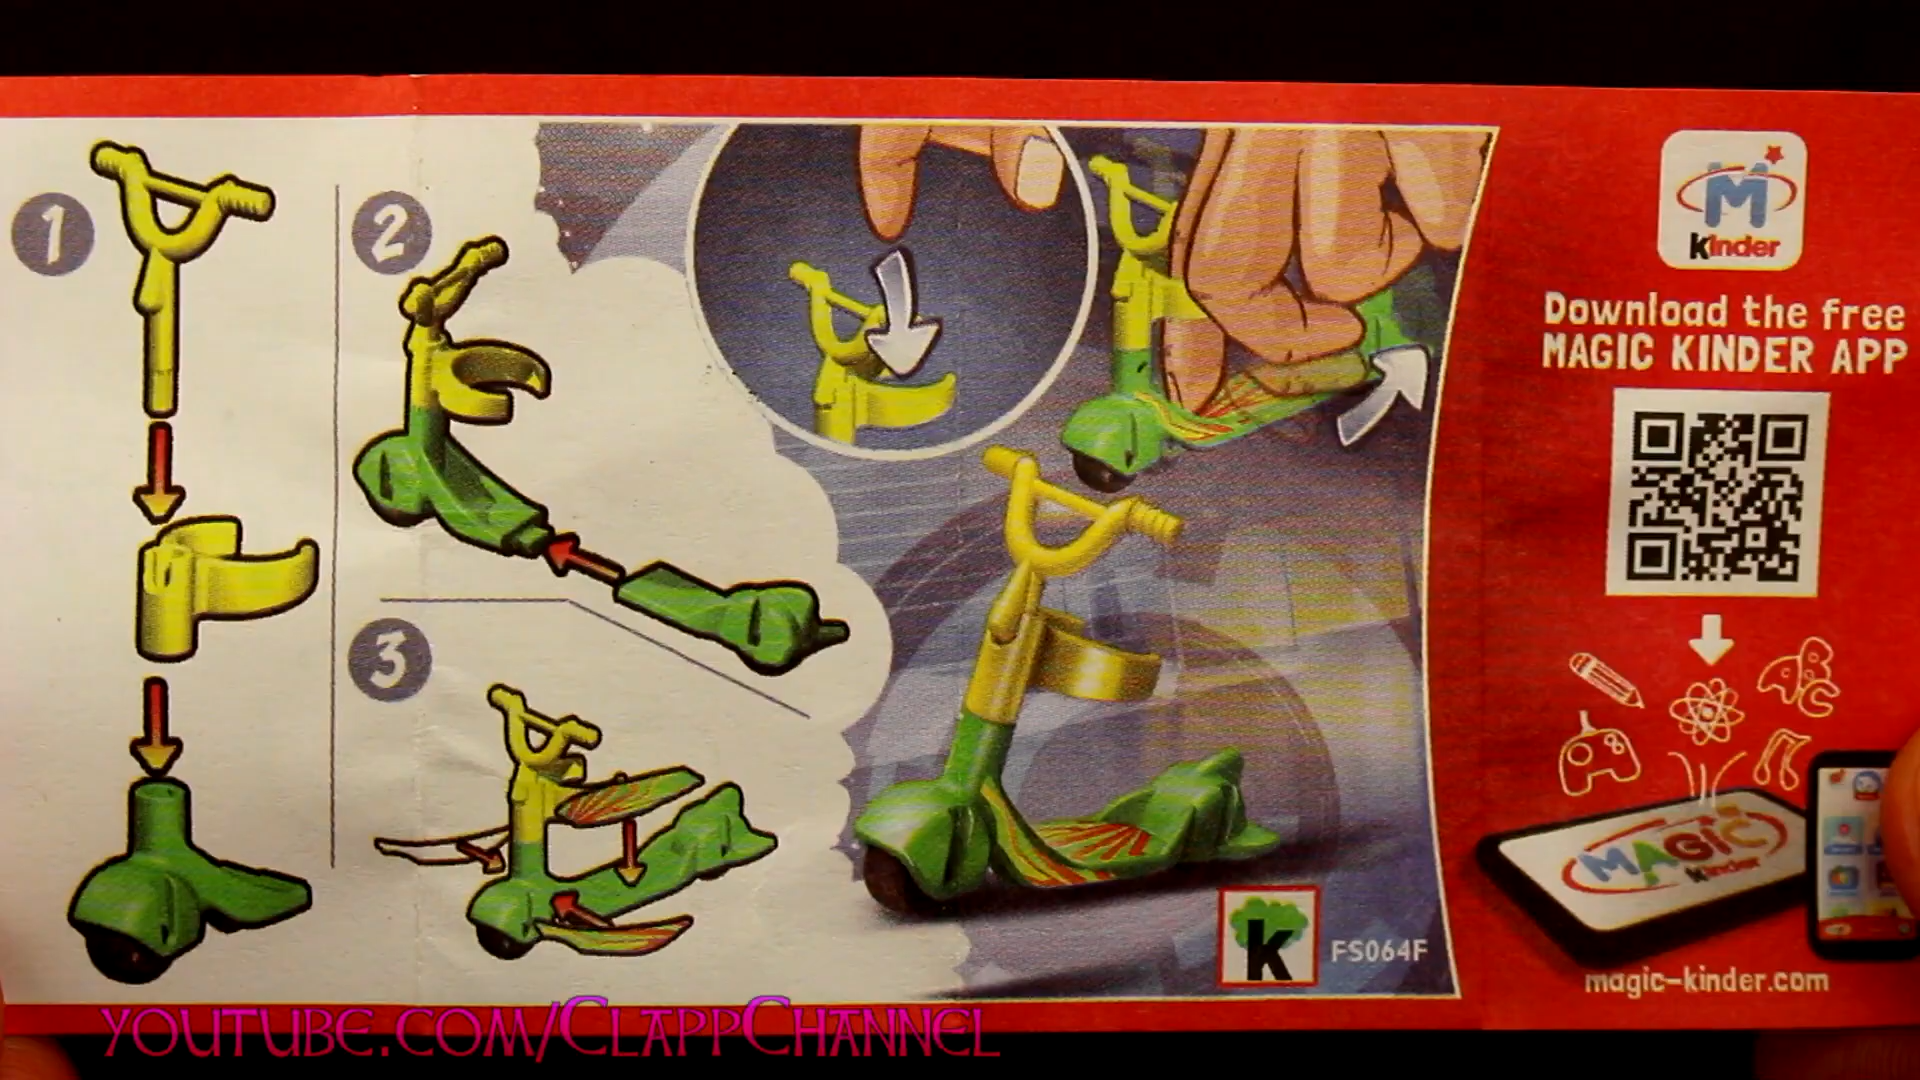 1
2
3
M
Kinder
Download the free
MAGIC KINDER APP
ABC
MAGIC
Kinder
magic-kinder.com
k
FS064F
youtube.com/ClappChannel